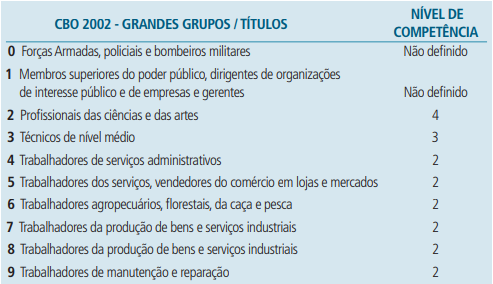 CBO 2002 - GRANDES GRUPOS / TÍTULOS NÍVEL DE COMPETÊNCIA
0 Forças Armadas, policiais e bombeiros militares Não definido
1 Membros superiores do poder público, dirigentes de organizações
de interesse público e de empresas e gerentes Não definido
2 Profissionais das ciências e das artes 4
3 Técnicos de nível médio 3
4 Trabalhadores de serviços administrativos 2
5 Trabalhadores dos serviços, vendedores do comércio em lojas e mercados 2
6 Trabalhadores agropecuários, florestais, da caça e pesca 2
7 Trabalhadores da produção de bens e serviços industriais 2
8 Trabalhadores da produção de bens e serviços industriais 2
9 Trabalhadores de manutenção e reparação 2